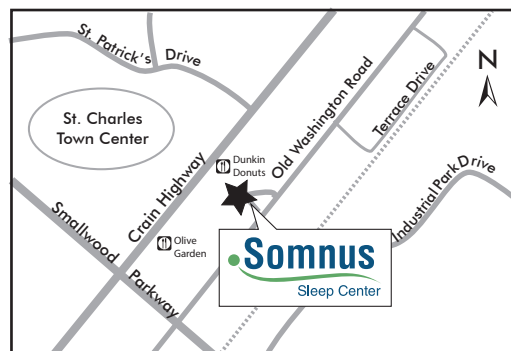 St. Patrick's Drive
N
St. Charles
Town Center
Old Washington Road
Terrace Drive
Dunkin
Donuts
Crain Highway
Industrial Park Drive
Smallwood Parkway
Olive
Garden
Somnus
Sleep Center